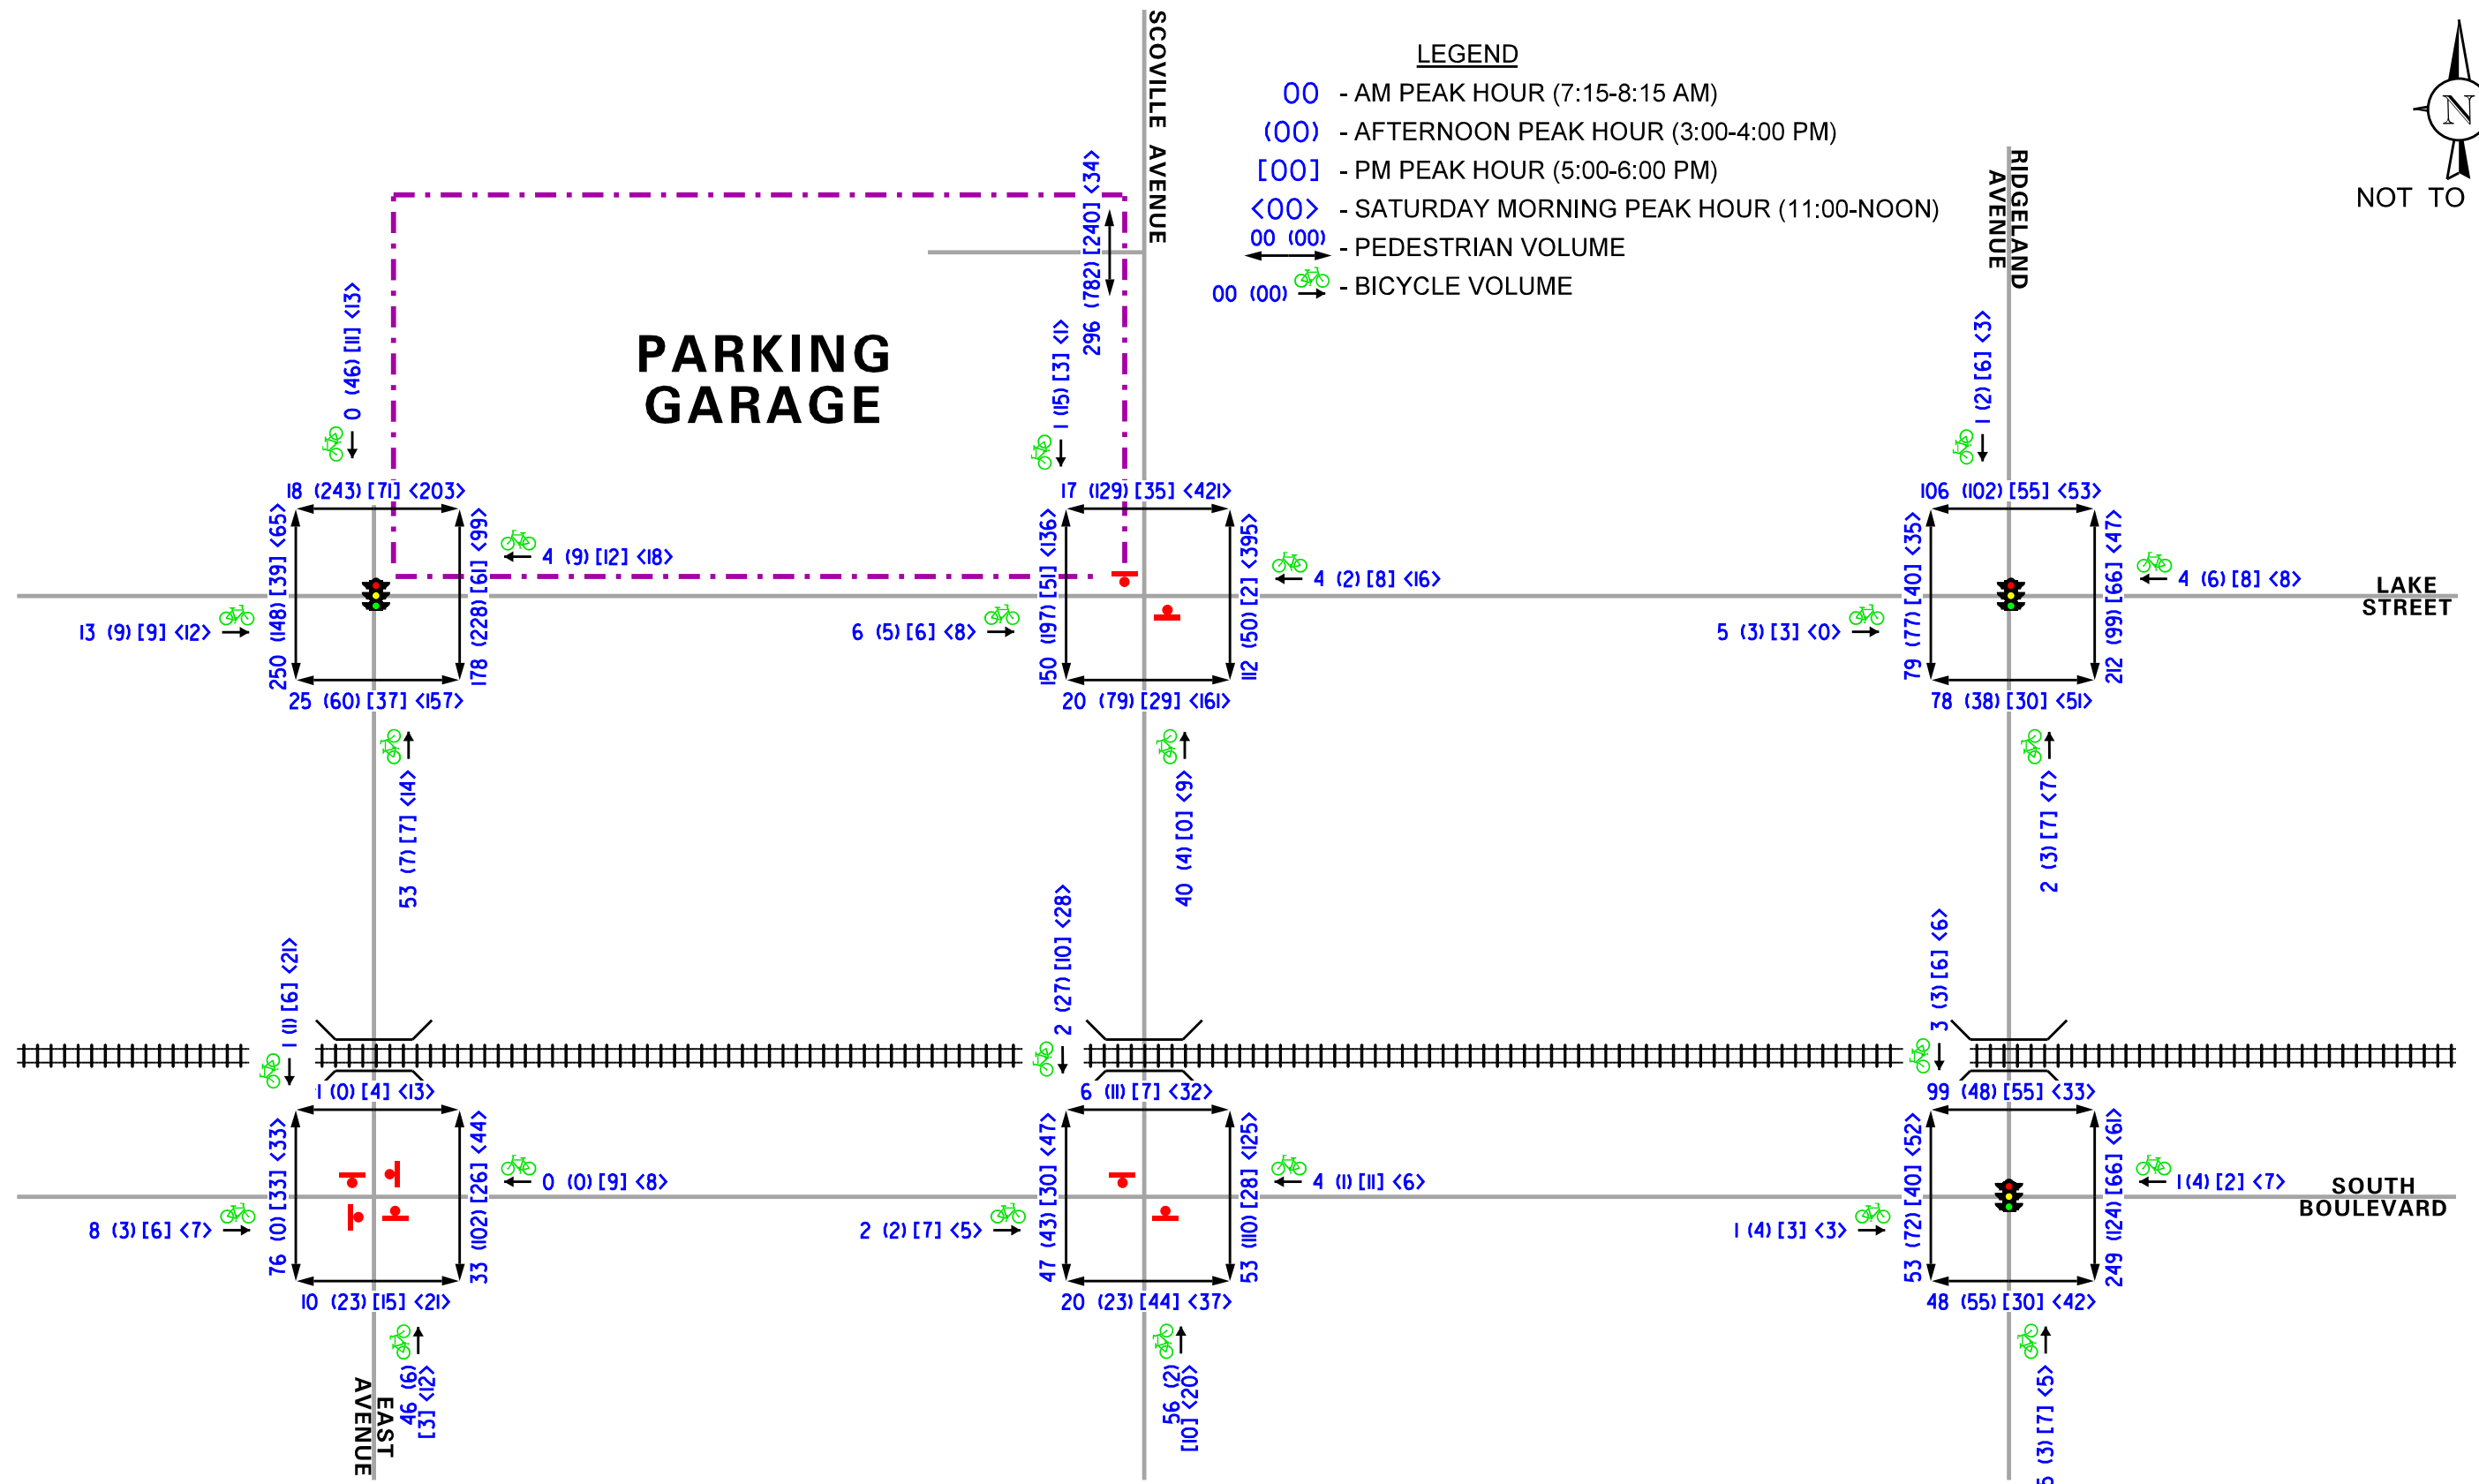 SCOVILLE AVENUE
LEGEND
00 - AM PEAK HOUR (7:15-8:15 AM)
(00) - AFTERNOON PEAK HOUR (3:00-4:00 PM)
[00] - PM PEAK HOUR (5:00-6:00 PM)
<00> - SATURDAY MORNING PEAK HOUR (11:00-NOON)
00 (00) - PEDESTRIAN VOLUME
00 (00) - BICYCLE VOLUME
N
NOT TO
RIDGELAND
AVENUE
296 (782) [240] <34>
0 (46) [11] <13>
1 (15) [3] <1>
1 (2) [6] <3>
PARKING
GARAGE
18 (243) [71] <203>
250 (148) [39] <65>
178 (228) [61] <99>
4 (9) [12] <18>
13 (9) [9] <12>
25 (60) [37] <157>
53 (7) [7] <14>
17 (129) [35] <421>
150 (197) [51] <136>
112 (50) [2] <395>
4 (2) [8] <16>
6 (5) [6] <8>
20 (79) [29] <161>
40 (4) [0] <9>
106 (102) [55] <53>
79 (77) [40] <35>
212 (99) [66] <47>
4 (6) [8] <8>
5 (3) [3] <0>
78 (38) [30] <51>
2 (3) [7] <7>
LAKE
STREET
1 (1) [6] <21>
2 (27) [10] <28>
3 (3) [6] <6>
1 (0) [4] <13>
76 (0) [33] <33>
33 (102) [26] <44>
0 (0) [9] <8>
8 (3) [6] <7>
10 (23) [15] <21>
46 (6)
[3] <12>
6 (11) [7] <32>
47 (43) [30] <47>
53 (110) [28] <125>
4 (1) [11] <6>
2 (2) [7] <5>
20 (23) [44] <37>
56 (2)
[10] <20>
99 (48) [55] <33>
53 (72) [40] <52>
249 (124) [66] <61>
1 (4) [2] <7>
1 (4) [3] <3>
48 (55) [30] <42>
(3) [7] <5>
SOUTH
BOULEVARD
EAST
AVENUE